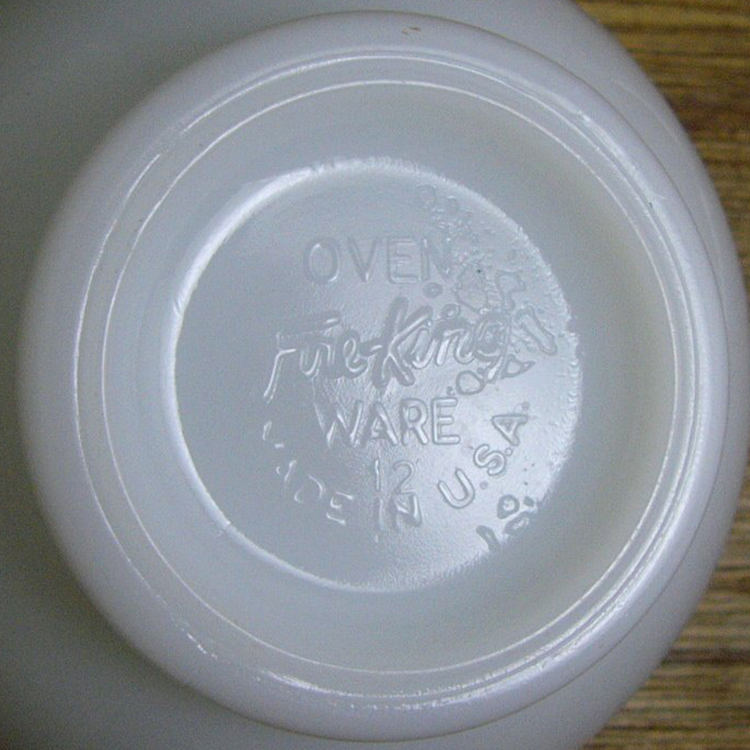 OVEN
Fire-King
WARE
12
MADE IN U.S.A.